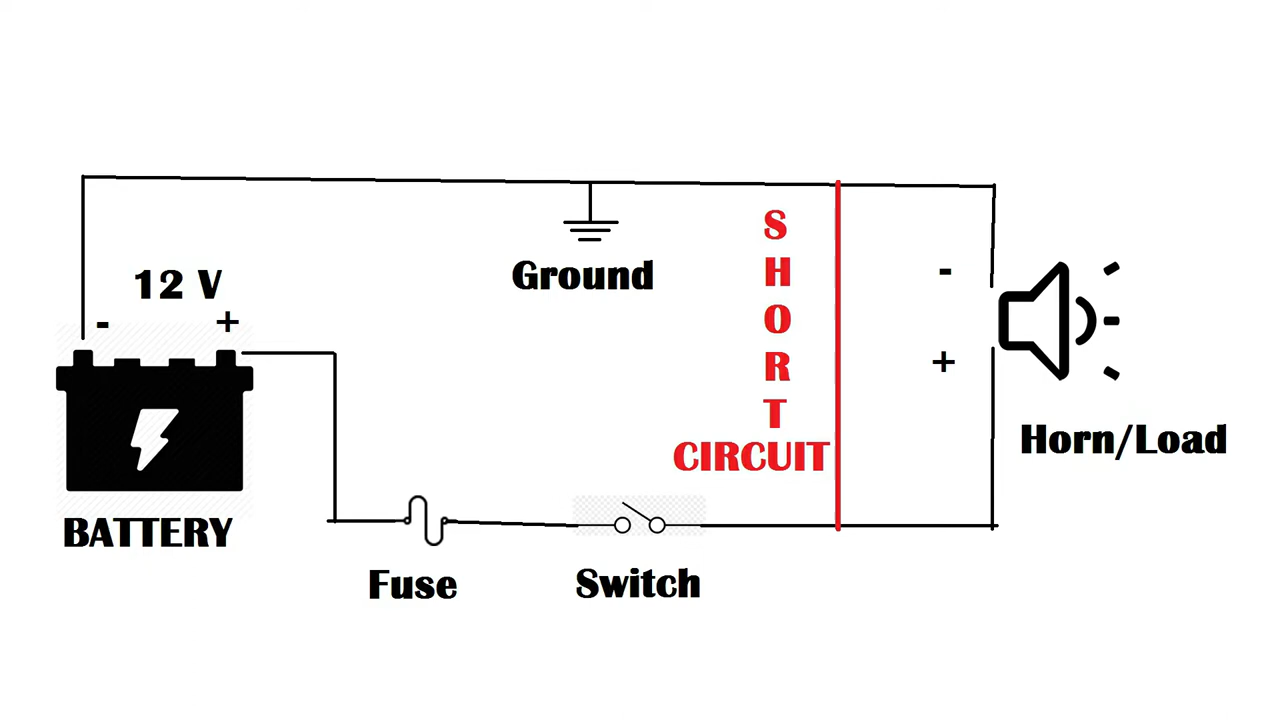 12 V
- +
BATTERY
Ground
S
H
O
R
T
CIRCUIT
-
+
Horn/Load
Fuse
Switch